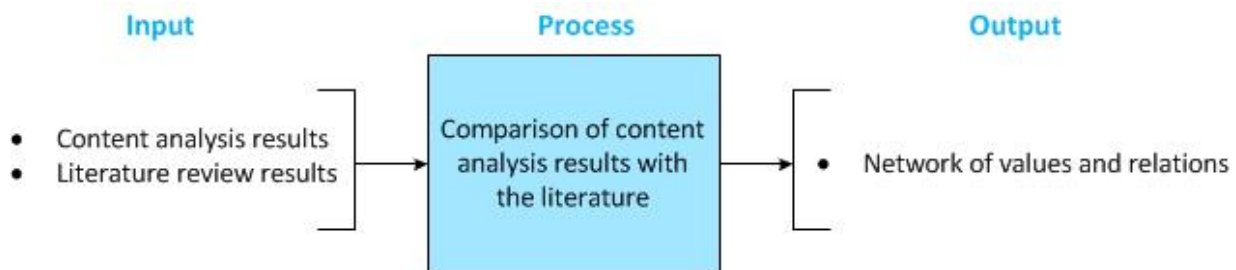 Input
Process
Output
• Content analysis results
• Literature review results
Comparison of content
analysis results with
the literature
• Network of values and relations